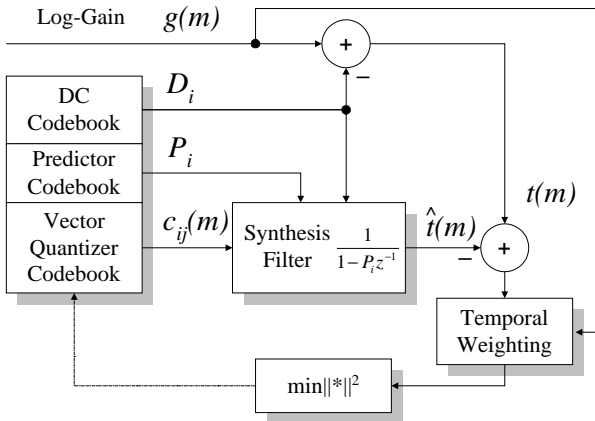 Log-Gain g(m)
+
−
DC
Codebook
D_i
Predictor
Codebook
P_i
Vector
Quantizer
Codebook
c_ij(m)
Synthesis
Filter
1
1−P_i z^−1
t̂(m)
t(m)
−
+
Temporal
Weighting
min||*||²